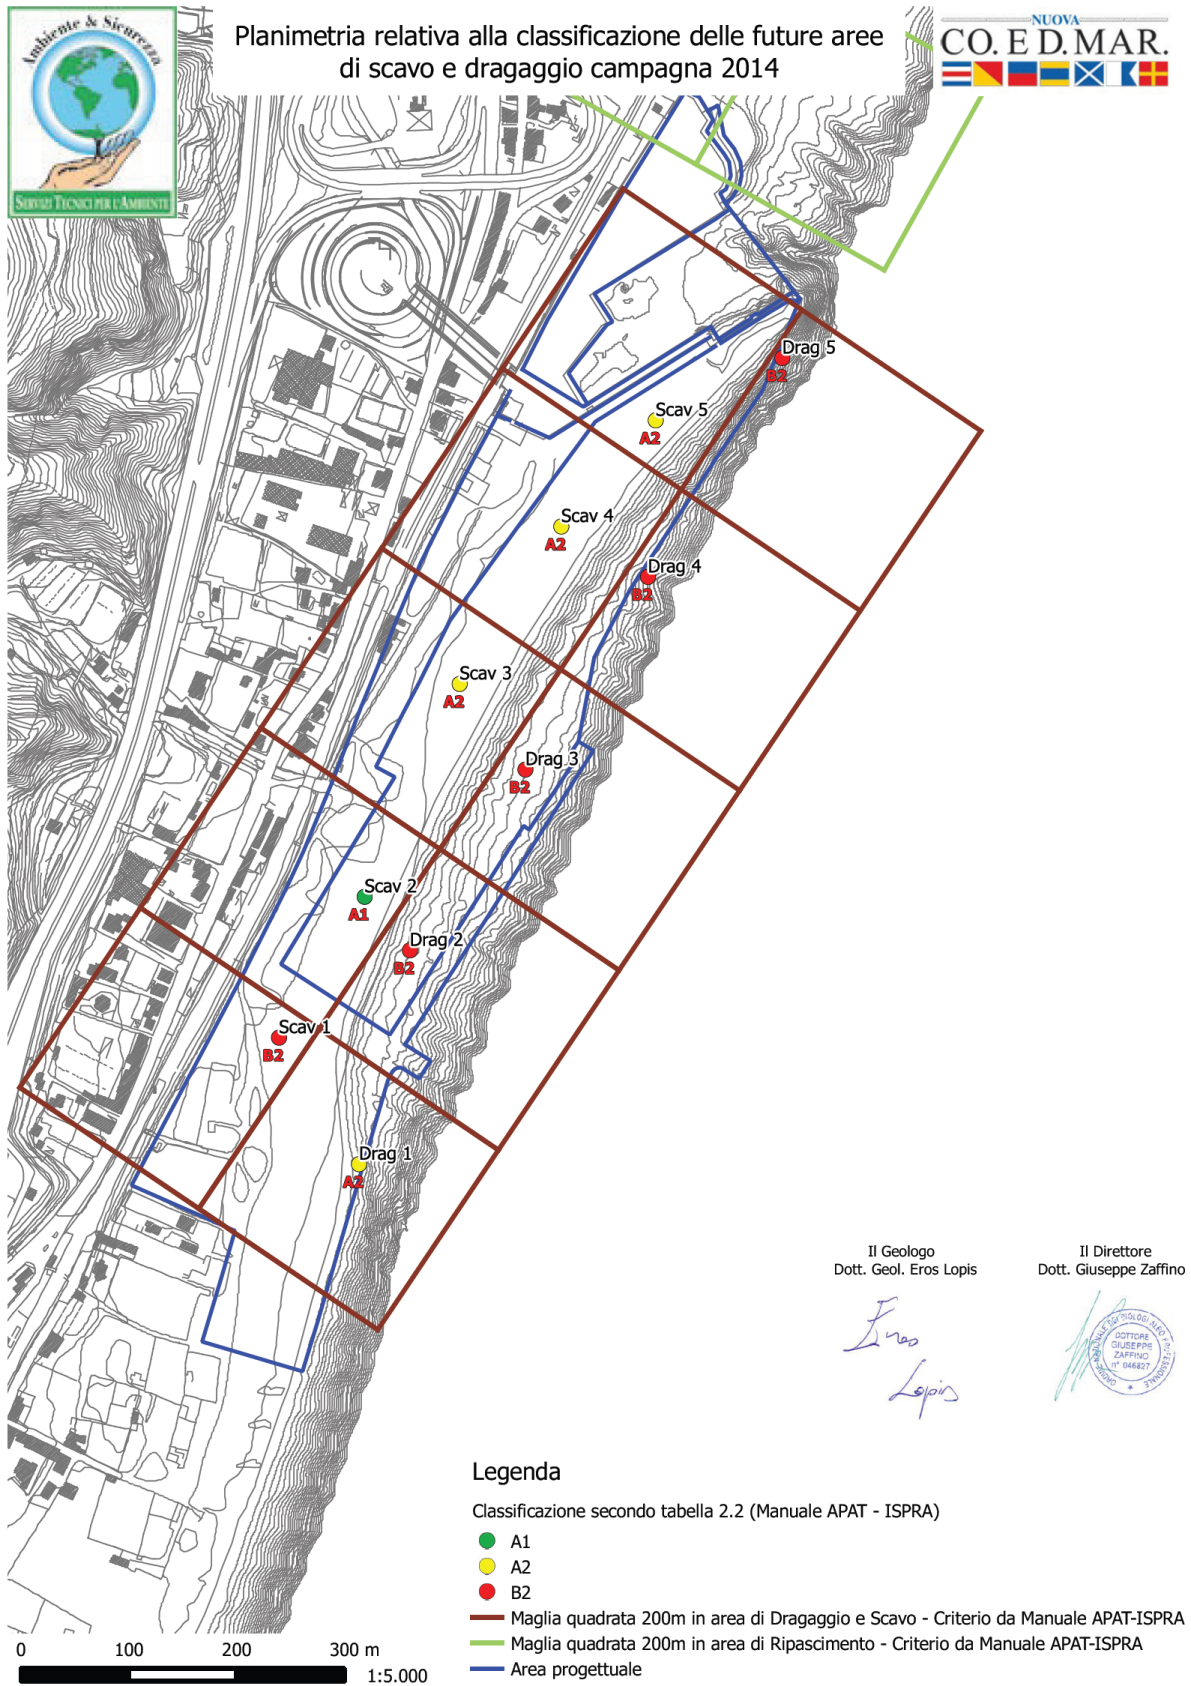 Ambiente & Sicurezza
SERVIZI TECNICI PER L'AMBIENTE
Planimetria relativa alla classificazione delle future aree
di scavo e dragaggio campagna 2014
NUOVA
CO.ED.MAR.
Drag 5
B2
Scav 5
A2
Scav 4
A2
Drag 4
B2
Scav 3
A2
Drag 3
B2
Scav 2
A1
Drag 2
B2
Scav 1
B2
Drag 1
A2
Il Geologo
Dott. Geol. Eros Lopis
Il Direttore
Dott. Giuseppe Zaffino
Eros
Lopis
DOTTORE
GIUSEPPE
ZAFFINO
n° 046827
Legenda
Classificazione secondo tabella 2.2 (Manuale APAT - ISPRA)
A1
A2
B2
Maglia quadrata 200m in area di Dragaggio e Scavo - Criterio da Manuale APAT-ISPRA
Maglia quadrata 200m in area di Ripascimento - Criterio da Manuale APAT-ISPRA
Area progettuale
0 100 200 300 m
1:5.000